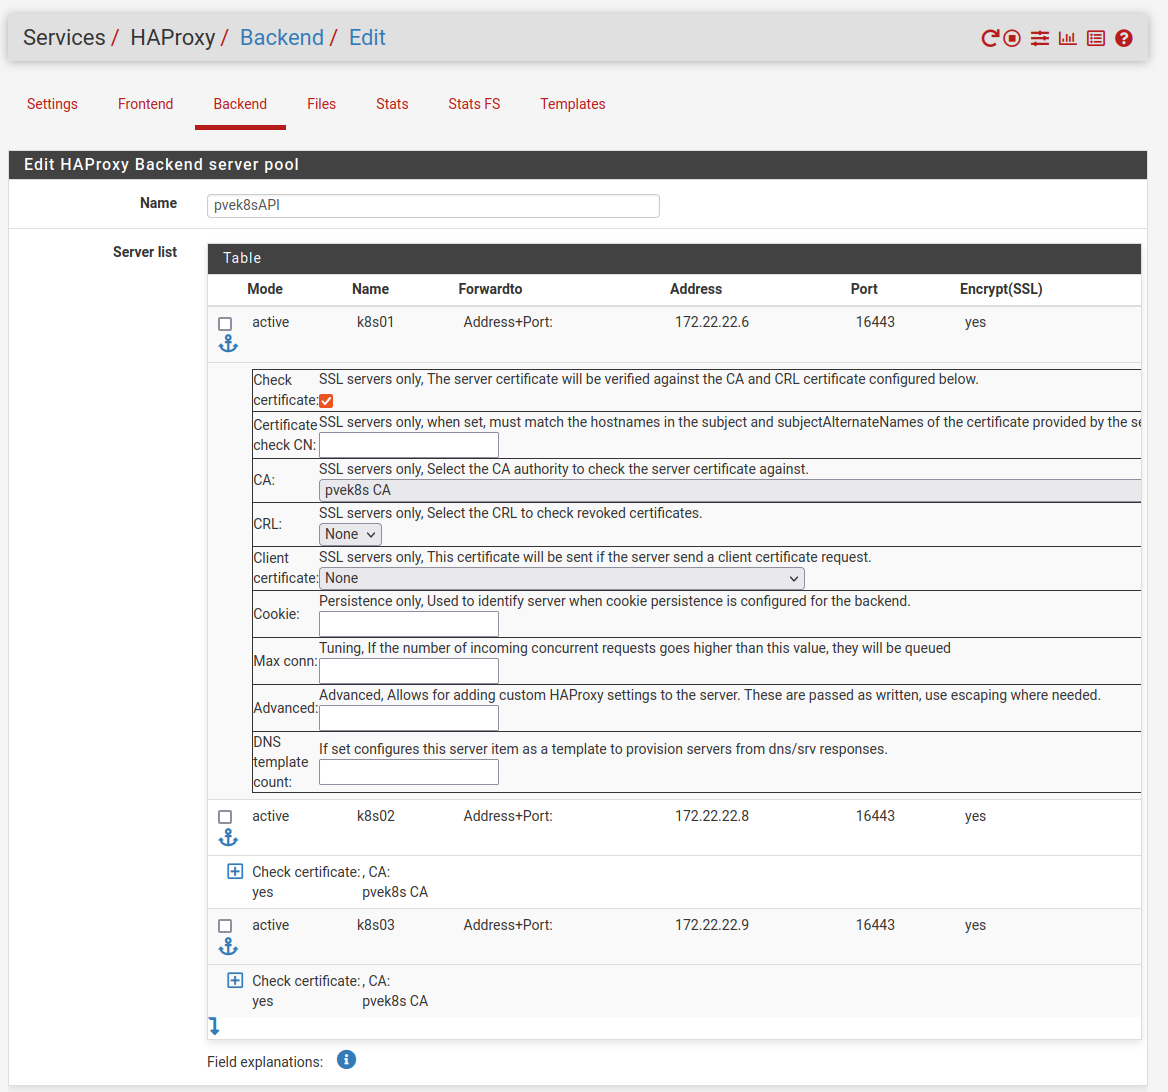 Services / HAProxy / Backend / Edit
Settings Frontend Backend Files Stats Stats FS Templates
Edit HAProxy Backend server pool
Name pvek8sAPI
Server list
Table
Mode Name Forwardto Address Port Encrypt(SSL)
active k8s01 Address+Port: 172.22.22.6 16443 yes
Check certificate: SSL servers only, The server certificate will be verified against the CA and CRL certificate configured below.
Certificate check CN: SSL servers only, when set, must match the hostnames in the subject and subjectAlternateNames of the certificate provided by the se
CA: SSL servers only, Select the CA authority to check the server certificate against.
pvek8s CA
CRL: SSL servers only, Select the CRL to check revoked certificates.
None
Client certificate: SSL servers only, This certificate will be sent if the server send a client certificate request.
None
Cookie: Persistence only, Used to identify server when cookie persistence is configured for the backend.
Max conn: Tuning, If the number of incoming concurrent requests goes higher than this value, they will be queued
Advanced: Advanced, Allows for adding custom HAProxy settings to the server. These are passed as written, use escaping where needed.
DNS template count: If set configures this server item as a template to provision servers from dns/srv responses.
active k8s02 Address+Port: 172.22.22.8 16443 yes
Check certificate: , CA:
yes pvek8s CA
active k8s03 Address+Port: 172.22.22.9 16443 yes
Check certificate: , CA:
yes pvek8s CA
Field explanations: